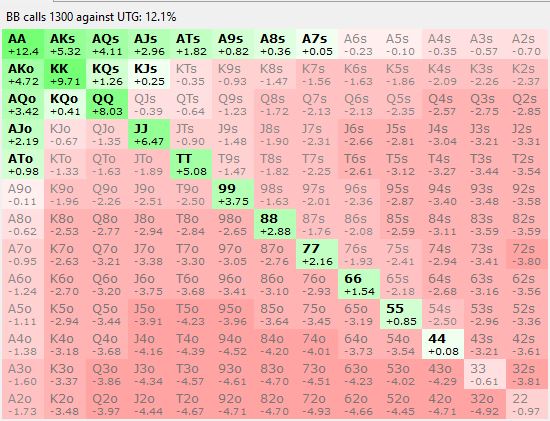 BB calls 1300 against UTG: 12.1%
AA AKs AQs AJs ATs A9s A8s A7s A6s A5s A4s A3s A2s
+12.4 +5.32 +4.11 +2.96 +1.82 +0.82 +0.36 +0.05 -0.23 -0.10 -0.35 -0.57 -0.70
AKo KK KQs KJs KTs K9s K8s K7s K6s K5s K4s K3s K2s
+4.72 +9.71 +1.26 +0.25 -0.35 -0.93 -1.47 -1.56 -1.63 -1.86 -2.09 -2.26 -2.37
AQo KQo QQ QJs QTs Q9s Q8s Q7s Q6s Q5s Q4s Q3s Q2s
+3.42 +0.41 +8.03 -0.39 -0.64 -1.23 -1.72 -2.13 -2.13 -2.35 -2.57 -2.75 -2.85
AJo KJo QJo JJ JTs J9s J8s J7s J6s J5s J4s J3s J2s
+2.19 -0.67 -1.35 +6.47 -0.90 -1.48 -1.90 -2.31 -2.66 -2.81 -3.04 -3.21 -3.31
ATo KTo QTo JTo TT T9s T8s T7s T6s T5s T4s T3s T2s
+0.98 -1.33 -1.63 -1.89 +5.08 -1.47 -1.82 -2.25 -2.61 -3.12 -3.27 -3.44 -3.54
A9o K9o Q9o J9o T9o 99 98s 97s 96s 95s 94s 93s 92s
-0.11 -1.96 -2.26 -2.51 -2.50 +3.75 -1.63 -2.01 -2.36 -2.87 -3.40 -3.48 -3.58
A8o K8o Q8o J8o T8o 98o 88 87s 86s 85s 84s 83s 82s
-0.62 -2.53 -2.77 -2.94 -2.84 -2.65 +2.88 -1.76 -2.08 -2.59 -3.11 -3.59 -3.59
A7o K7o Q7o J7o T7o 97o 87o 77 76s 75s 74s 73s 72s
-0.95 -2.63 -3.21 -3.38 -3.30 -3.05 -2.76 +2.16 -1.93 -2.41 -2.94 -3.44 -3.80
A6o K6o Q6o J6o T6o 96o 86o 76o 66 65s 64s 63s 62s
-1.24 -2.70 -3.20 -3.75 -3.68 -3.41 -3.10 -2.93 +1.54 -2.18 -2.68 -3.16 -3.56
A5o K5o Q5o J5o T5o 95o 85o 75o 65o 55 54s 53s 52s
-1.11 -2.94 -3.44 -3.91 -4.23 -3.96 -3.64 -3.45 -3.19 +0.85 -2.50 -2.96 -3.36
A4o K4o Q4o J4o T4o 94o 84o 74o 64o 54o 44 43s 42s
-1.38 -3.18 -3.68 -4.16 -4.39 -4.52 -4.20 -4.01 -3.73 -3.54 +0.08 -3.21 -3.61
A3o K3o Q3o J3o T3o 93o 83o 73o 63o 53o 43o 33 32s
-1.60 -3.37 -3.86 -4.34 -4.57 -4.61 -4.70 -4.51 -4.23 -4.02 -4.29 -0.61 -3.81
A2o K2o Q2o J2o T2o 92o 82o 72o 62o 52o 42o 32o 22
-1.73 -3.48 -3.97 -4.44 -4.67 -4.71 -4.70 -4.93 -4.66 -4.45 -4.71 -4.92 -0.97